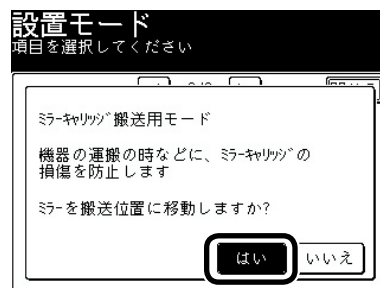 設置モード
項目を選択してください
ﾐﾗｰｷｬﾘｯｼﾞ搬送用モード
機器の運搬の時などに、ﾐﾗｰｷｬﾘｯｼﾞの
損傷を防止します
ﾐﾗｰを搬送位置に移動しますか?
はい
いいえ